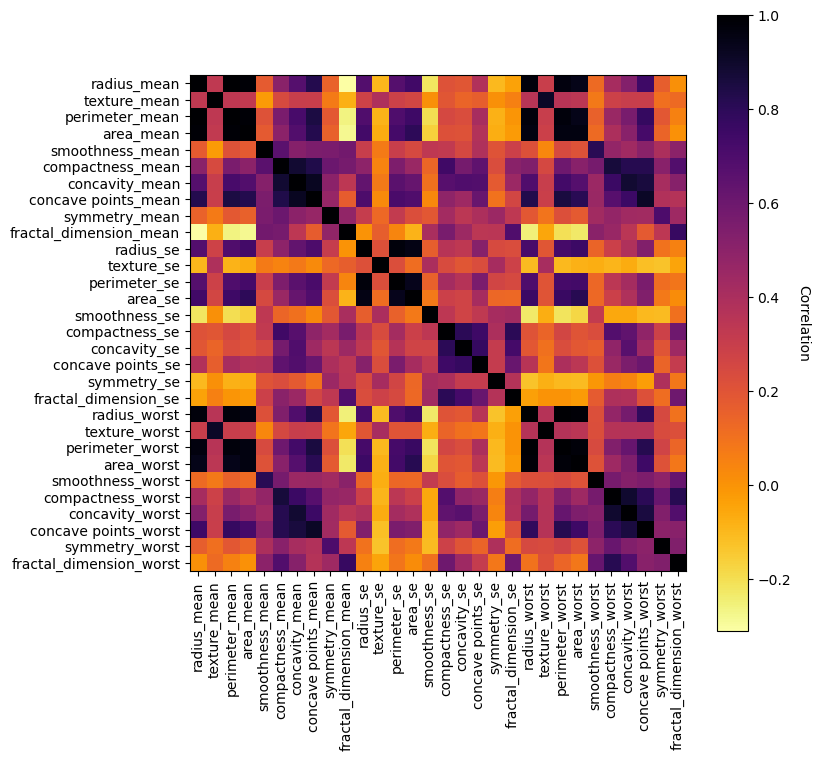 radius_mean
texture_mean
perimeter_mean
area_mean
smoothness_mean
compactness_mean
concavity_mean
concave points_mean
symmetry_mean
fractal_dimension_mean
radius_se
texture_se
perimeter_se
area_se
smoothness_se
compactness_se
concavity_se
concave points_se
symmetry_se
fractal_dimension_se
radius_worst
texture_worst
perimeter_worst
area_worst
smoothness_worst
compactness_worst
concavity_worst
concave points_worst
symmetry_worst
fractal_dimension_worst
radius_mean
texture_mean
perimeter_mean
area_mean
smoothness_mean
compactness_mean
concavity_mean
concave points_mean
symmetry_mean
fractal_dimension_mean
radius_se
texture_se
perimeter_se
area_se
smoothness_se
compactness_se
concavity_se
concave points_se
symmetry_se
fractal_dimension_se
radius_worst
texture_worst
perimeter_worst
area_worst
smoothness_worst
compactness_worst
concavity_worst
concave points_worst
symmetry_worst
fractal_dimension_worst
1.0
0.8
0.6
0.4
0.2
0.0
−0.2
Correlation